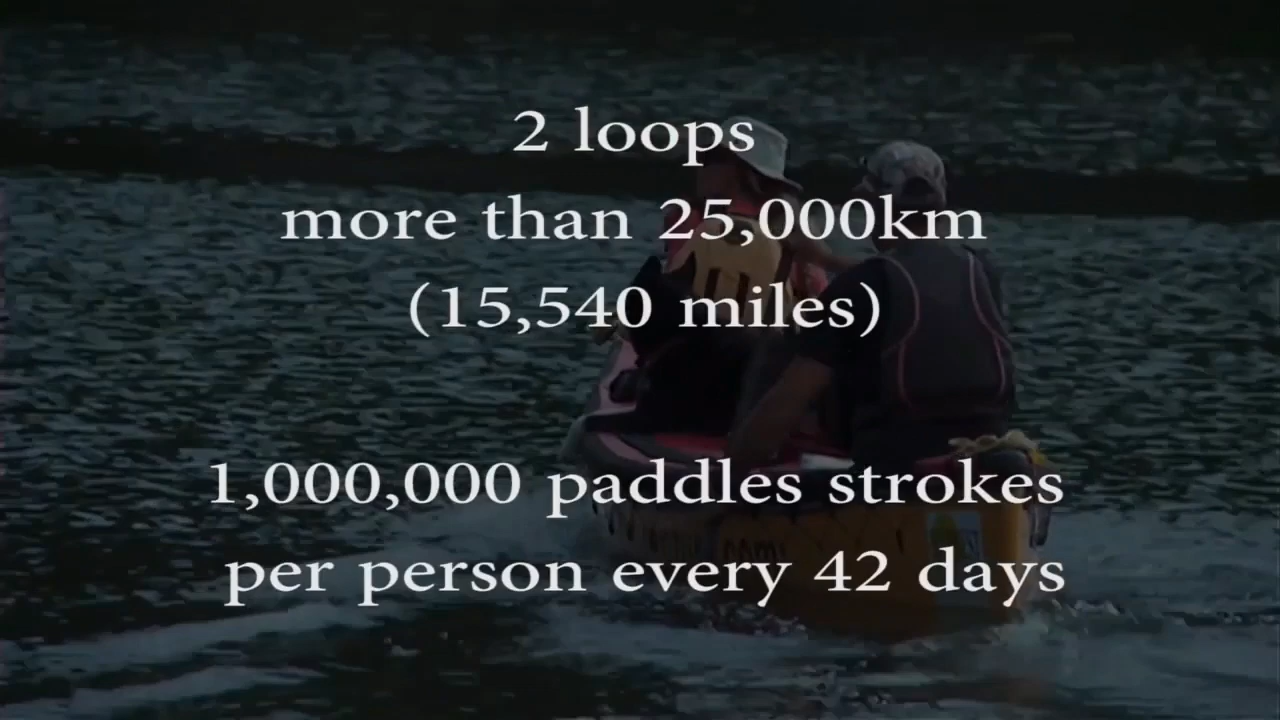 2 loops
more than 25,000km
(15,540 miles)
1,000,000 paddles strokes
per person every 42 days